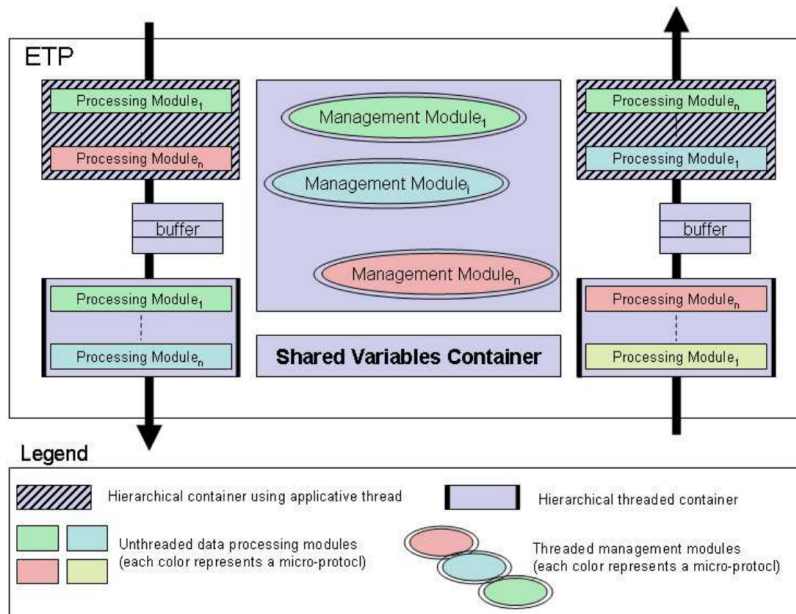 ETP
Processing Module1
Processing Modulen
buffer
Processing Module1
Processing Modulen
Management Module1
Management Modulei
Management Modulen
Shared Variables Container
Processing Modulen
Processing Module1
buffer
Processing Modulen
Processing Module1
Legend
Hierarchical container using applicative thread
Hierarchical threaded container
Unthreaded data processing modules
(each color represents a micro-protocl)
Threaded management modules
(each color represents a micro-protocl)